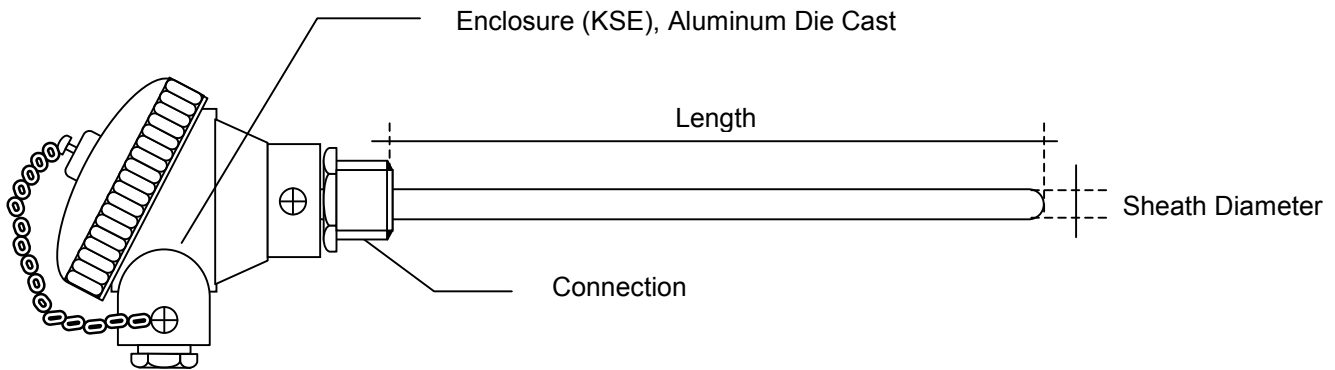 Enclosure (KSE), Aluminum Die Cast
Length
Sheath Diameter
Connection